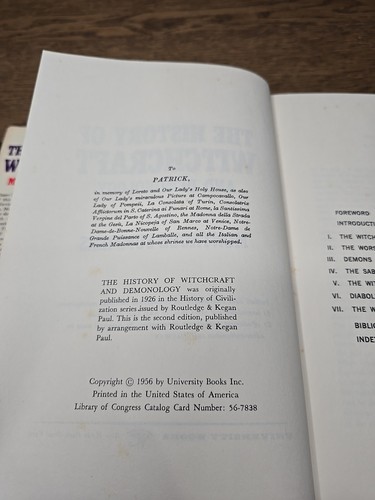 To
PATRICK,
in memory of Loreto and Our Lady's Holy House, as also
of Our Lady's miraculous Picture at Campocavallo, Our
Lady of Pompeii, La Consolata of Turin, Consolatrix
Afflictorum in S. Caterina ai Funari at Rome, la Santissima
Vergine del Parto of S. Agostino, the Madonna della Strada
at the Gesù, La Nicopeja of San Marco at Venice, Notre-
Dame-de-Bonne-Nouvelle of Rennes, Notre-Dame de
Grande Puissance of Lamballe, and all the Italian and
French Madonnas at whose shrines we have worshipped.
THE HISTORY OF WITCHCRAFT
AND DEMONOLOGY was originally
published in 1926 in the History of Civili-
zation series issued by Routledge & Kegan
Paul. This is the second edition, published
by arrangement with Routledge & Kegan
Paul.
Copyright © 1956 by University Books Inc.
Printed in the United States of America
Library of Congress Catalog Card Number: 56-7838
FOREWORD
INTRODUCTI
I. THE WITCH
II. THE WORS
III. DEMONS
IV. THE SAB
V. THE WIT
VI. DIABOL
VII. THE W
BIBLIO
INDEX